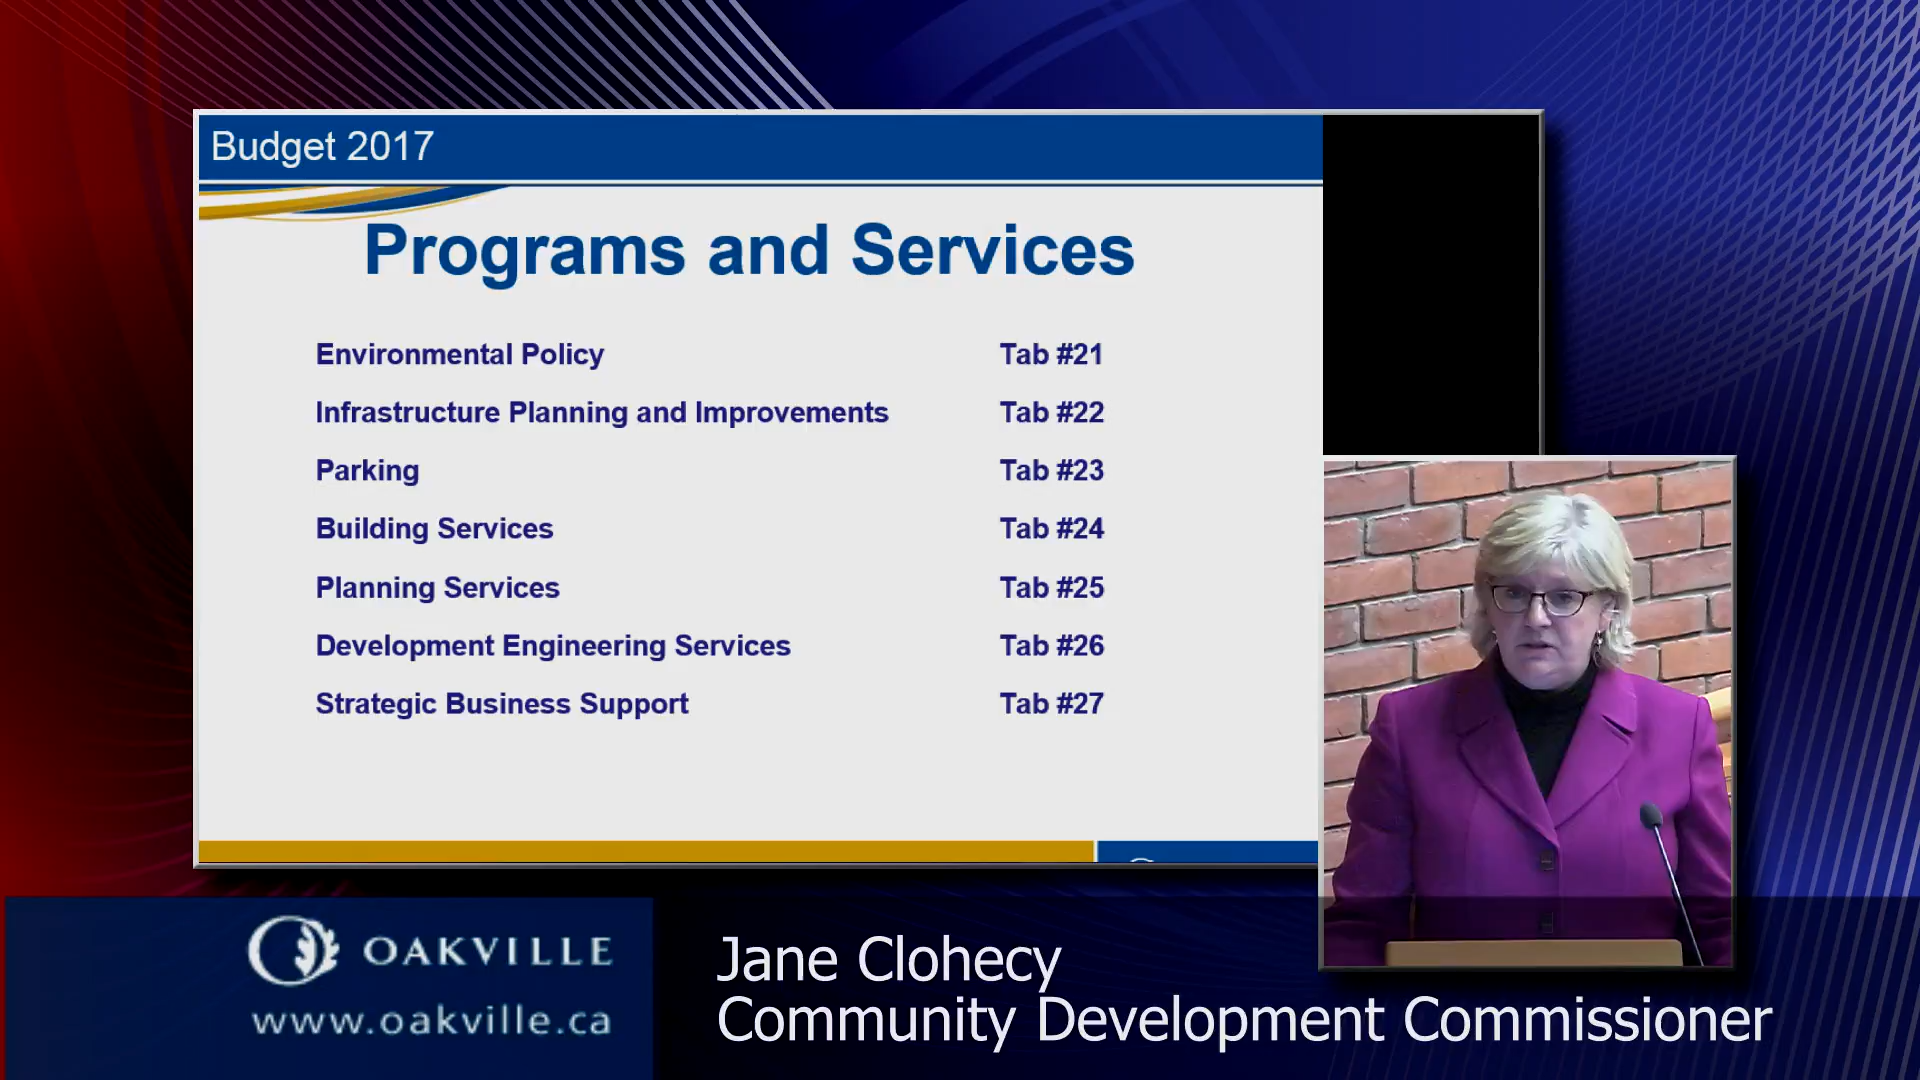 Budget 2017
Programs and Services
Environmental Policy Tab #21
Infrastructure Planning and Improvements Tab #22
Parking Tab #23
Building Services Tab #24
Planning Services Tab #25
Development Engineering Services Tab #26
Strategic Business Support Tab #27
OAKVILLE
www.oakville.ca
Jane Clohecy
Community Development Commissioner